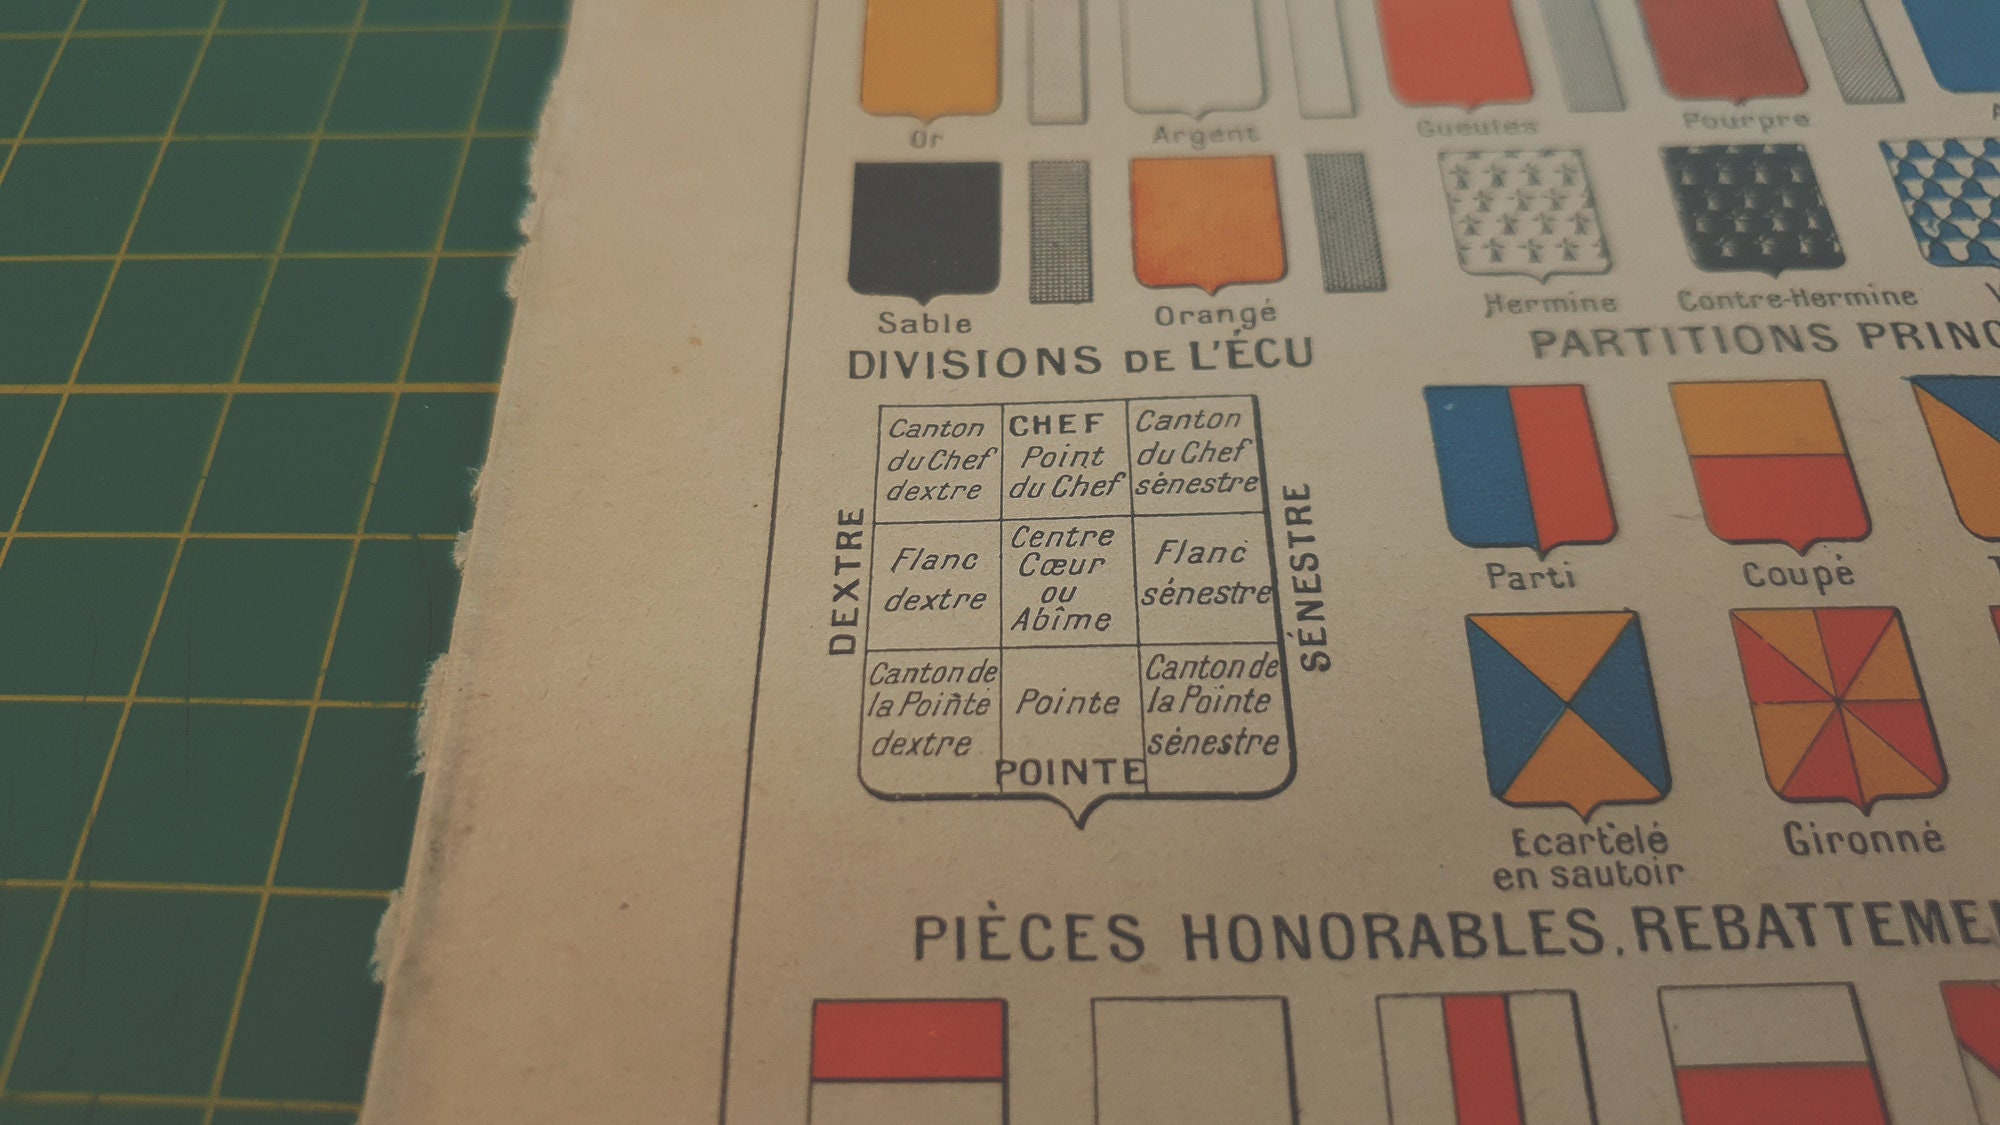 Or Argent Gueules Pourpre
Sable Orangé Hermine Contre-Hermine
DIVISIONS DE L'ÉCU
PARTITIONS
Canton
du Chef
dextre
CHEF
Point
du Chef
Canton
du Chef
sénestre
DEXTRE
Flanc
dextre
Centre
Cœur
ou
Abîme
Flanc
sénestre
SÉNESTRE
Canton de
la Pointe
dextre
Pointe
POINTE
Canton de
la Pointe
sénestre
Parti Coupé
Ecartelé
en sautoir
Gironné
PIÈCES HONORABLES, REBATTEME